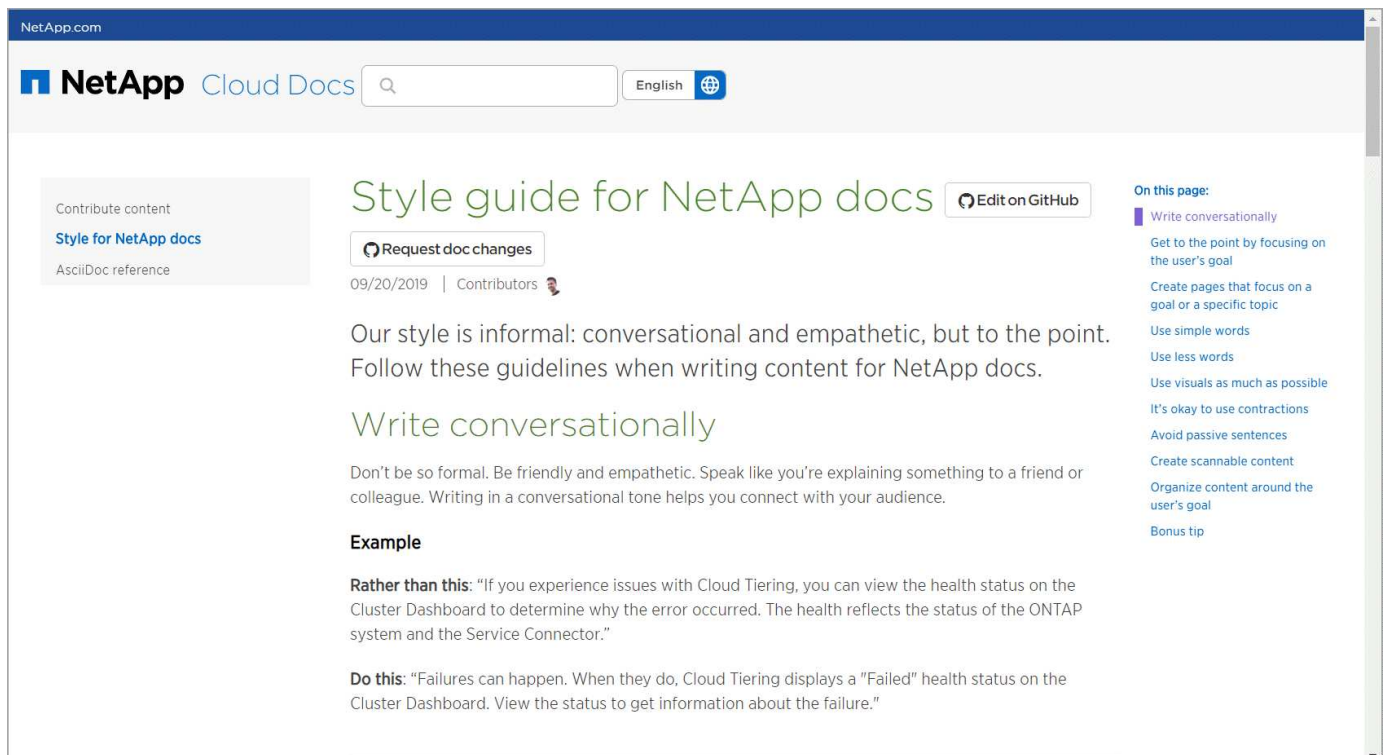 NetApp.com
NetApp Cloud Docs
English
Contribute content
Style for NetApp docs
AsciiDoc reference
Style guide for NetApp docs
Edit on GitHub
Request doc changes
09/20/2019 | Contributors
Our style is informal: conversational and empathetic, but to the point.
Follow these guidelines when writing content for NetApp docs.
Write conversationally
Don't be so formal. Be friendly and empathetic. Speak like you're explaining something to a friend or
colleague. Writing in a conversational tone helps you connect with your audience.
Example
Rather than this: “If you experience issues with Cloud Tiering, you can view the health status on the
Cluster Dashboard to determine why the error occurred. The health reflects the status of the ONTAP
system and the Service Connector.”
Do this: “Failures can happen. When they do, Cloud Tiering displays a "Failed" health status on the
Cluster Dashboard. View the status to get information about the failure."
On this page:
Write conversationally
Get to the point by focusing on
the user's goal
Create pages that focus on a
goal or a specific topic
Use simple words
Use less words
Use visuals as much as possible
It's okay to use contractions
Avoid passive sentences
Create scannable content
Organize content around the
user's goal
Bonus tip